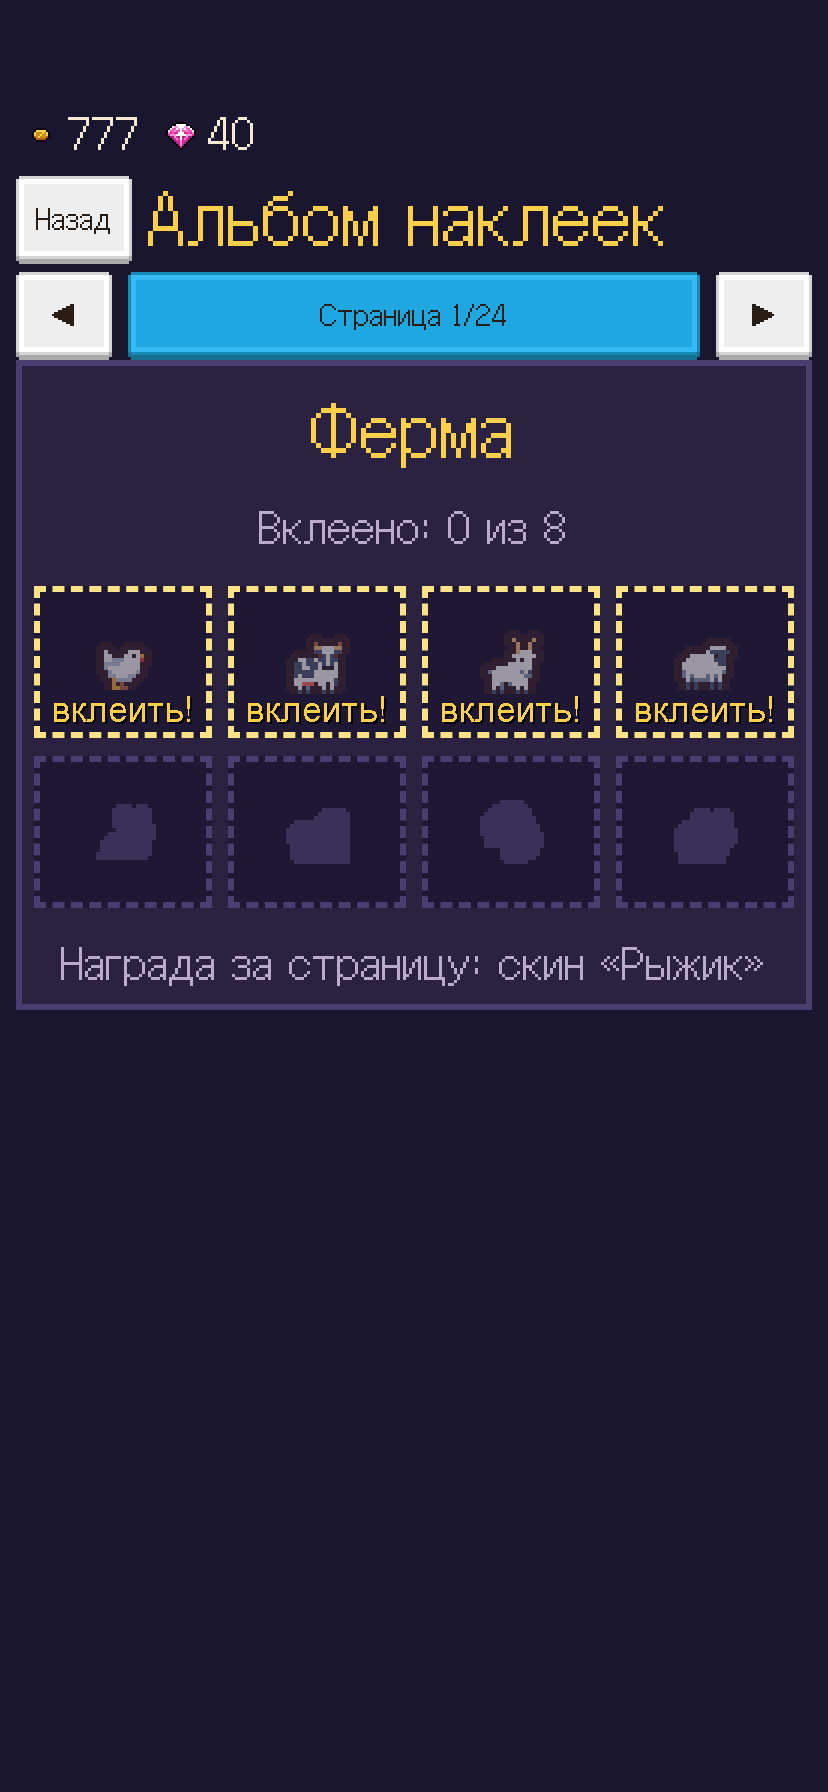 777 40
Назад Альбом наклеек
Страница 1/24
Ферма
Вклеено: 0 из 8
вклеить! вклеить! вклеить! вклеить!
Награда за страницу: скин «Рыжик»